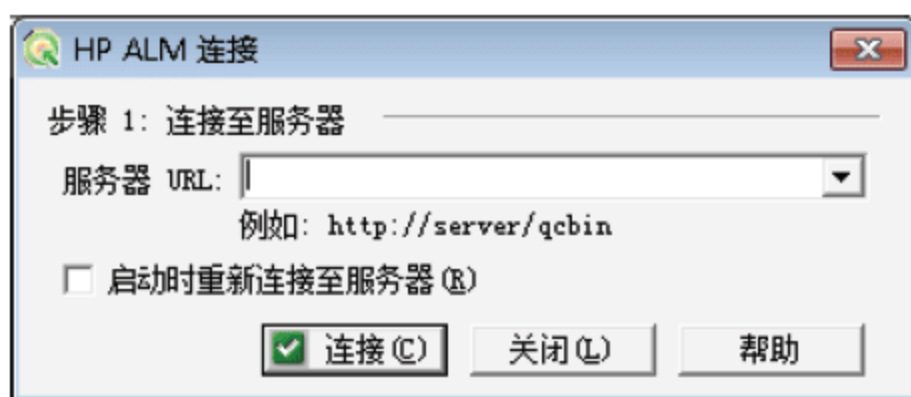 HP ALM 连接
步骤 1: 连接至服务器
服务器 URL:
例如: http://server/qcbin
启动时重新连接至服务器(R)
连接(C) 关闭(L) 帮助